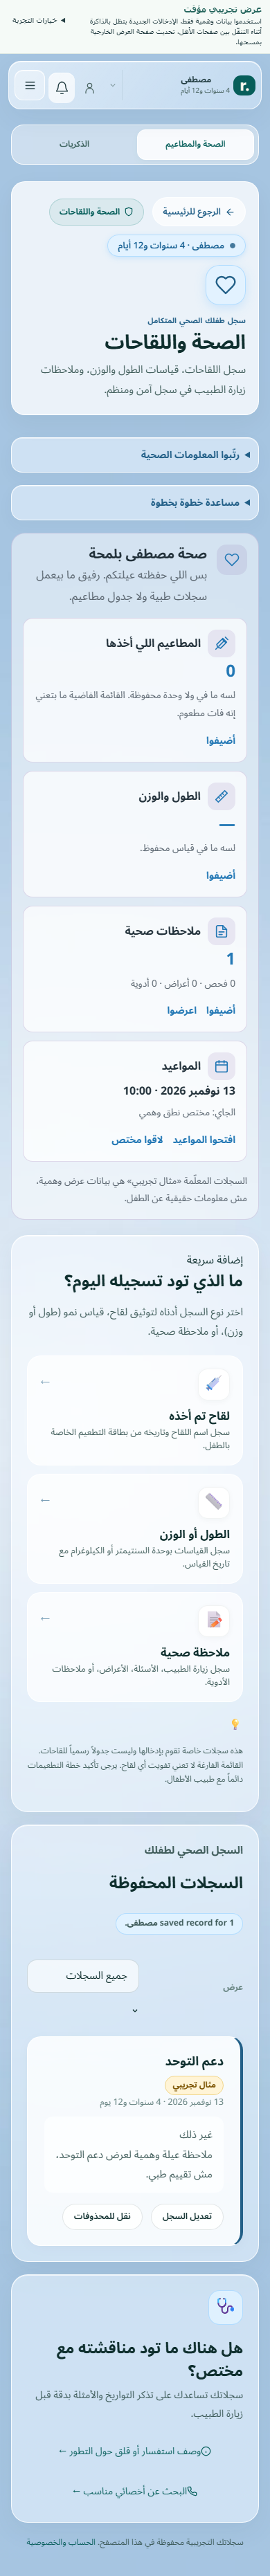 عرض تجريبي مؤقت
استخدموا بيانات وهمية فقط. الإدخالات الجديدة بتظل بالذاكرة
أثناء التنقّل بين صفحات الأهل، تحديث صفحة العرض الخارجية
بمسحها.
خيارات التجربة
r.
مصطفى
4 سنوات و12 أيام
الصحة والمطاعيم
الذكريات
← الرجوع للرئيسية
الصحة واللقاحات
مصطفى · 4 سنوات و12 أيام
سجل طفلك الصحي المتكامل
الصحة واللقاحات
سجل اللقاحات، قياسات الطول والوزن، وملاحظات
زيارة الطبيب في سجل آمن ومنظم.
رتّبوا المعلومات الصحية
مساعدة خطوة بخطوة
صحة مصطفى بلمحة
بس اللي حفظته عيلتكم. رفيق ما بيعمل
سجلات طبية ولا جدول مطاعيم.
المطاعيم اللي أخذها
0
لسه ما في ولا وحدة محفوظة. القائمة الفاضية ما بتعني
إنه فات مطعوم.
أضيفوا
الطول والوزن
—
لسه ما في قياس محفوظ.
أضيفوا
ملاحظات صحية
1
0 فحص · 0 أعراض · 0 أدوية
أضيفوا
اعرضوا
المواعيد
13 نوفمبر 2026 · 10:00
الجاي: مختص نطق وهمي
افتحوا المواعيد
لاقوا مختص
السجلات المعلّمة «مثال تجريبي» هي بيانات عرض وهمية،
مش معلومات حقيقية عن الطفل.
إضافة سريعة
ما الذي تود تسجيله اليوم؟
اختر نوع السجل أدناه لتوثيق لقاح، قياس نمو (طول أو
وزن)، أو ملاحظة صحية.
←
لقاح تم أخذه
سجل اسم اللقاح وتاريخه من بطاقة التطعيم الخاصة
بالطفل.
←
الطول أو الوزن
سجل القياسات بوحدة السنتيمتر أو الكيلوغرام مع
تاريخ القياس.
←
ملاحظة صحية
سجل زيارة الطبيب، الأسئلة، الأعراض، أو ملاحظات
الأدوية.
هذه سجلات خاصة تقوم بإدخالها وليست جدولاً رسمياً للقاحات.
القائمة الفارغة لا تعني تفويت أي لقاح. يرجى تأكيد خطة التطعيمات
دائماً مع طبيب الأطفال.
السجل الصحي لطفلك
السجلات المحفوظة
1 saved record for مصطفى.
عرض
جميع السجلات
دعم التوحد
مثال تجريبي
13 نوفمبر 2026 · 4 سنوات و12 يوم
غير ذلك
ملاحظة عيلة وهمية لعرض دعم التوحد،
مش تقييم طبي.
تعديل السجل
نقل للمحذوفات
هل هناك ما تود مناقشته مع
مختص؟
سجلاتك تساعدك على تذكر التواريخ والأسئلة بدقة قبل
زيارة الطبيب.
وصف استفسار أو قلق حول التطور ←
البحث عن أخصائي مناسب ←
سجلاتك التجريبية محفوظة في هذا المتصفح. الحساب والخصوصية